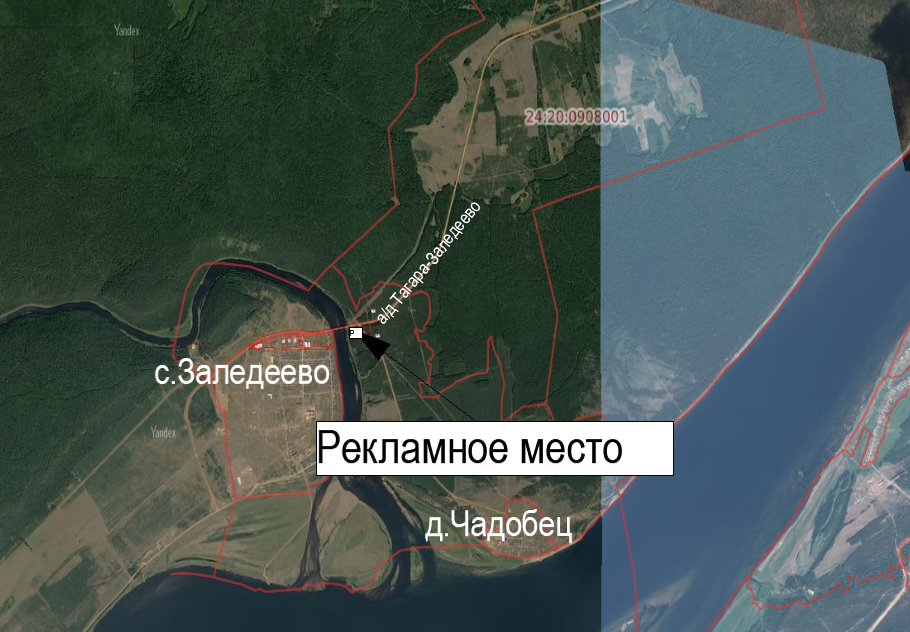 Yandex
24:20:0908001
а/д Тагара-Заледеево
Р
с.Заледеево
Yandex
Рекламное место
д.Чадобец